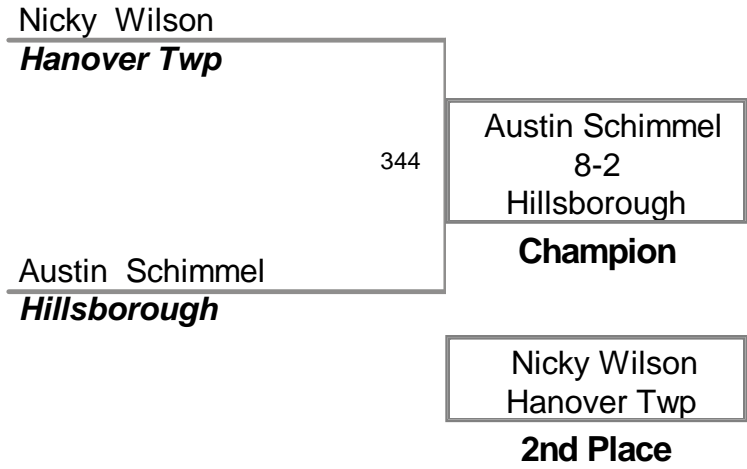 Nicky Wilson
Hanover Twp
344
Austin Schimmel
8-2
Hillsborough
Champion
Austin Schimmel
Hillsborough
Nicky Wilson
Hanover Twp
2nd Place